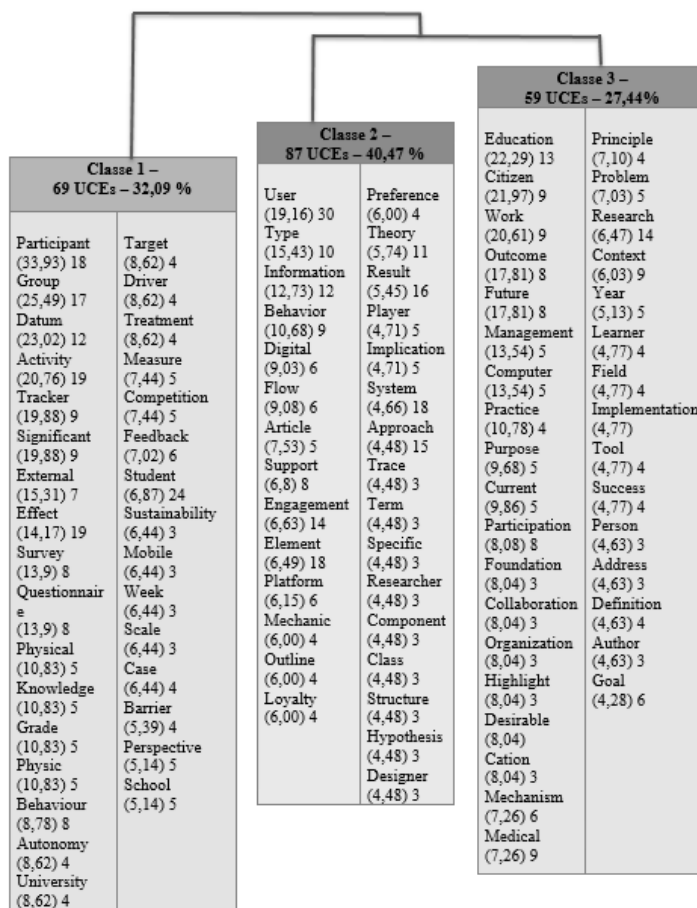 Classe 1 –
69 UCEs – 32,09 %
Participant
(33,93) 18
Group
(25,49) 17
Datum
(23,02) 12
Activity
(20,76) 19
Tracker
(19,88) 9
Significant
(19,88) 9
External
(15,31) 7
Effect
(14,17) 19
Survey
(13,9) 8
Questionnair
e
(13,9) 8
Physical
(10,83) 5
Knowledge
(10,83) 5
Grade
(10,83) 5
Physic
(10,83) 5
Behaviour
(8,78) 8
Autonomy
(8,62) 4
University
(8,62) 4
Target
(8,62) 4
Driver
(8,62) 4
Treatment
(8,62) 4
Measure
(7,44) 5
Competition
(7,44) 5
Feedback
(7,02) 6
Student
(6,87) 24
Sustainability
(6,44) 3
Mobile
(6,44) 3
Week
(6,44) 3
Scale
(6,44) 3
Case
(6,44) 4
Barrier
(5,39) 4
Perspective
(5,14) 5
School
(5,14) 5
Classe 2 –
87 UCEs – 40,47 %
User
(19,16) 30
Type
(15,43) 10
Information
(12,73) 12
Behavior
(10,68) 9
Digital
(9,03) 6
Flow
(9,08) 6
Article
(7,53) 5
Support
(6,8) 8
Engagement
(6,63) 14
Element
(6,49) 18
Platform
(6,15) 6
Mechanic
(6,00) 4
Outline
(6,00) 4
Loyalty
(6,00) 4
Preference
(6,00) 4
Theory
(5,74) 11
Result
(5,45) 16
Player
(4,71) 5
Implication
(4,71) 5
System
(4,66) 18
Approach
(4,48) 15
Trace
(4,48) 3
Term
(4,48) 3
Specific
(4,48) 3
Researcher
(4,48) 3
Component
(4,48) 3
Class
(4,48) 3
Structure
(4,48) 3
Hypothesis
(4,48) 3
Designer
(4,48) 3
Classe 3 –
59 UCEs – 27,44%
Education
(22,29) 13
Citizen
(21,97) 9
Work
(20,61) 9
Outcome
(17,81) 8
Future
(17,81) 8
Management
(13,54) 5
Computer
(13,54) 5
Practice
(10,78) 4
Purpose
(9,68) 5
Current
(9,86) 5
Participation
(8,08) 8
Foundation
(8,04) 3
Collaboration
(8,04) 3
Organization
(8,04) 3
Highlight
(8,04) 3
Desirable
(8,04)
Cation
(8,04) 3
Mechanism
(7,26) 6
Medical
(7,26) 9
Principle
(7,10) 4
Problem
(7,03) 5
Research
(6,47) 14
Context
(6,03) 9
Year
(5,13) 5
Learner
(4,77) 4
Field
(4,77) 4
Implementation
(4,77)
Tool
(4,77) 4
Success
(4,77) 4
Person
(4,63) 3
Address
(4,63) 3
Definition
(4,63) 4
Author
(4,63) 3
Goal
(4,28) 6